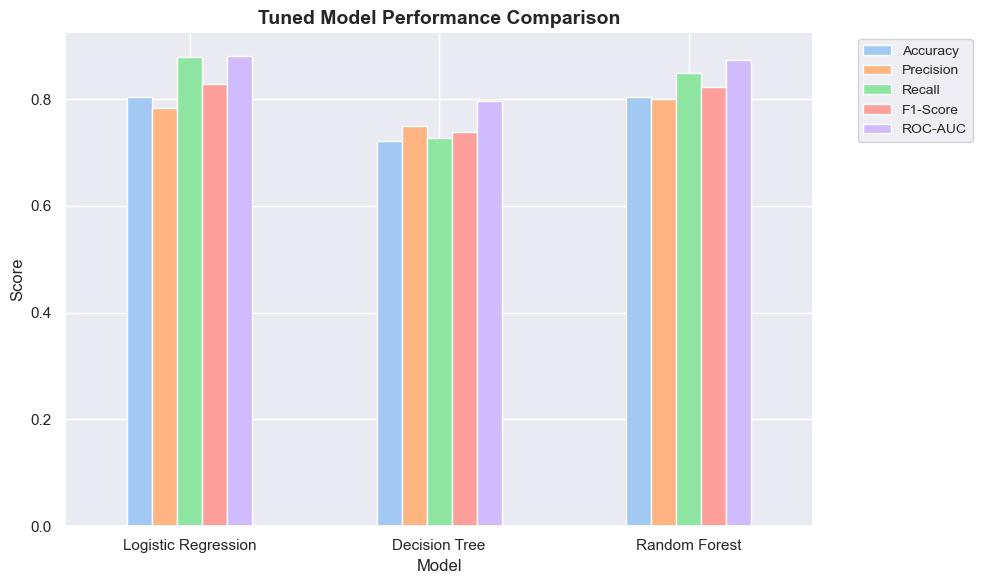 Tuned Model Performance Comparison
Accuracy
Precision
Recall
F1-Score
ROC-AUC
0.8
0.6
0.4
0.2
0.0
Score
Logistic Regression
Decision Tree
Random Forest
Model